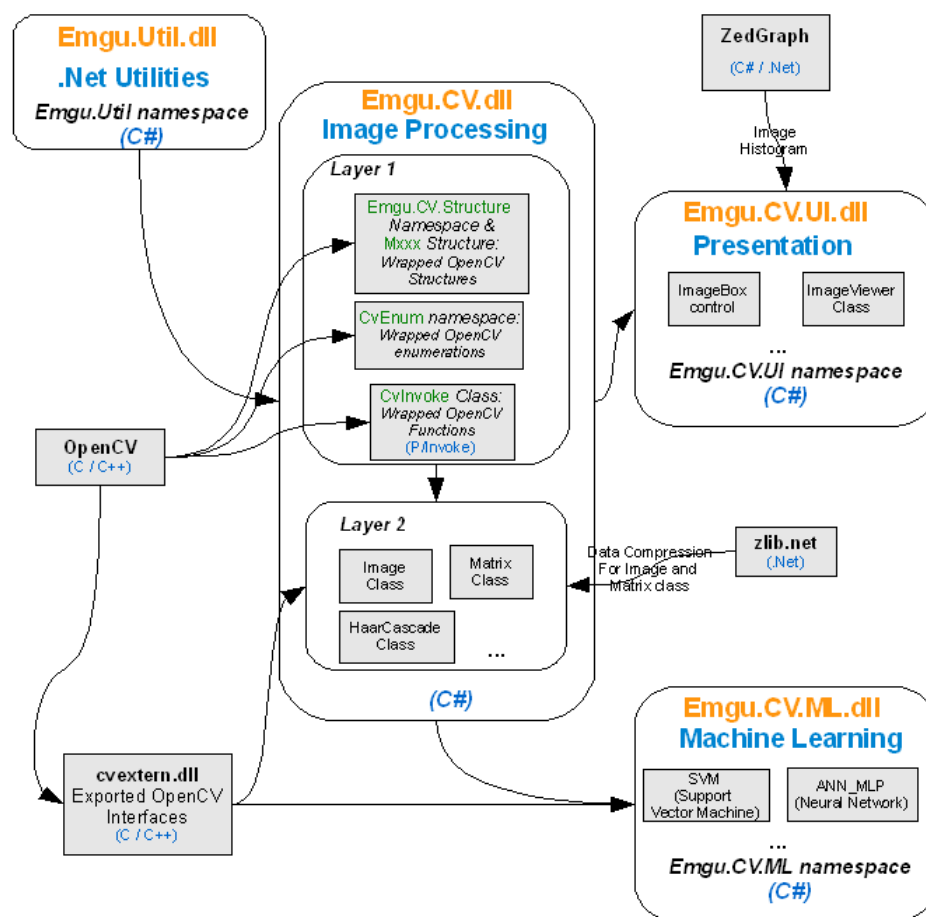 Emgu.Util.dll
.Net Utilities
Emgu.Util namespace
(C#)
ZedGraph
(C# / .Net)
Image
Histogram
Emgu.CV.dll
Image Processing
Layer 1
Emgu.CV.Structure
Namespace &
Mxxx Structure:
Wrapped OpenCV
Structures
CvEnum namespace:
Wrapped OpenCV
enumerations
CvInvoke Class:
Wrapped OpenCV
Functions
(P/Invoke)
Layer 2
Image
Class
Matrix
Class
HaarCascade
Class
...
(C#)
Emgu.CV.UI.dll
Presentation
ImageBox
control
ImageViewer
Class
...
Emgu.CV.UI namespace
(C#)
OpenCV
(C / C++)
zlib.net
(.Net)
Data Compression
For Image and
Matrix class
cvextern.dll
Exported OpenCV
Interfaces
(C / C++)
Emgu.CV.ML.dll
Machine Learning
SVM
(Support
Vector Machine)
ANN_MLP
(Neural Network)
...
Emgu.CV.ML namespace
(C#)